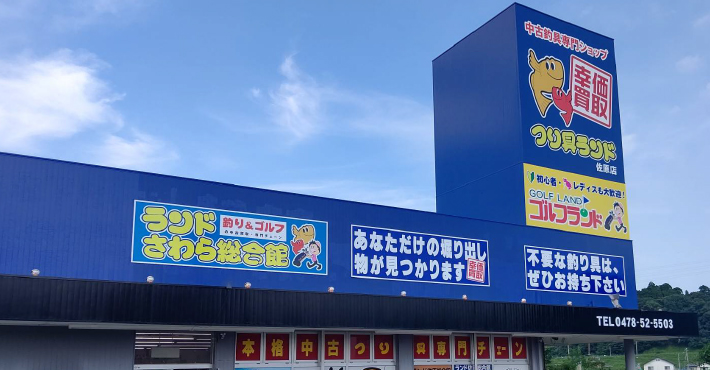 中古釣具専門ショップ
幸価
買取
つり具ランド
佐原店
初心者・レディスも大歓迎!
GOLF LAND
ゴルフランド
ランド
釣り&ゴルフ
さわら総合館
あなただけの掘り出し
物が見つかります
幸価
買取
不要な釣り具は、
ぜひお持ち下さい
TEL0478-52-5503
本格中古つり
具専門チェーン